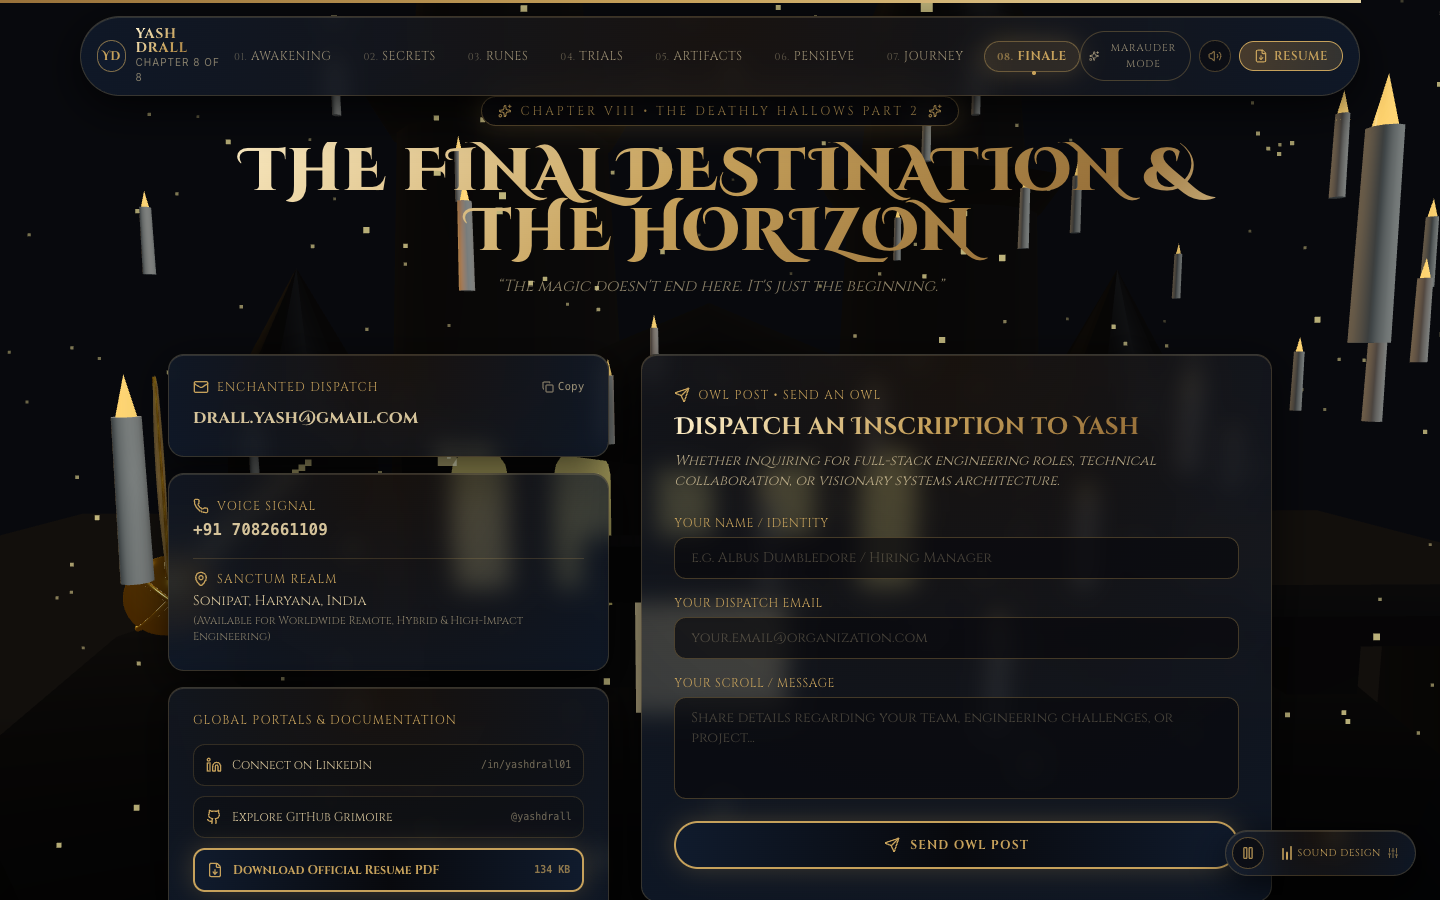 YD
YASH
DRALL
CHAPTER 8 OF
8
01. AWAKENING
02. SECRETS
03. RUNES
04. TRIALS
05. ARTIFACTS
06. PENSIEVE
07. JOURNEY
08. FINALE
MARAUDER
MODE
RESUME
CHAPTER VIII • THE DEATHLY HALLOWS PART 2
THE FINAL DESTINATION &
THE HORIZON
“THE MAGIC DOESN'T END HERE. IT'S JUST THE BEGINNING.”
ENCHANTED DISPATCH
Copy
DRALL.YASH@GMAIL.COM
VOICE SIGNAL
+91 7082661109
SANCTUM REALM
SONIPAT, HARYANA, INDIA
(AVAILABLE FOR WORLDWIDE REMOTE, HYBRID & HIGH-IMPACT
ENGINEERING)
GLOBAL PORTALS & DOCUMENTATION
CONNECT ON LINKEDIN
/in/yashdrall01
EXPLORE GITHUB GRIMOIRE
@yashdrall
DOWNLOAD OFFICIAL RESUME PDF
134 KB
OWL POST • SEND AN OWL
DISPATCH AN INSCRIPTION TO YASH
WHETHER INQUIRING FOR FULL-STACK ENGINEERING ROLES, TECHNICAL
COLLABORATION, OR VISIONARY SYSTEMS ARCHITECTURE.
YOUR NAME / IDENTITY
E.G. ALBUS DUMBLEDORE / HIRING MANAGER
YOUR DISPATCH EMAIL
YOUR.EMAIL@ORGANIZATION.COM
YOUR SCROLL / MESSAGE
SHARE DETAILS REGARDING YOUR TEAM, ENGINEERING CHALLENGES, OR
PROJECT...
SEND OWL POST
SOUND DESIGN